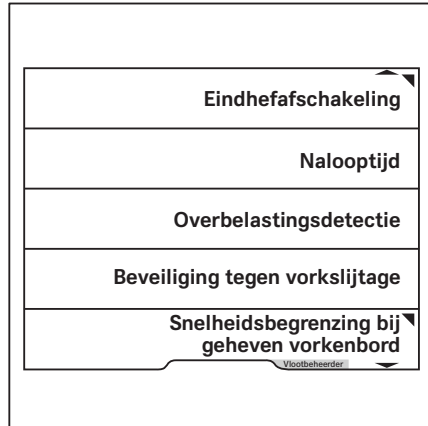 Eindhefafschakeling
Nalooptijd
Overbelastingsdetectie
Beveiliging tegen vorkslijtage
Snelheidsbegrenzing bij
geheven vorkenbord
Vlootbeheerder